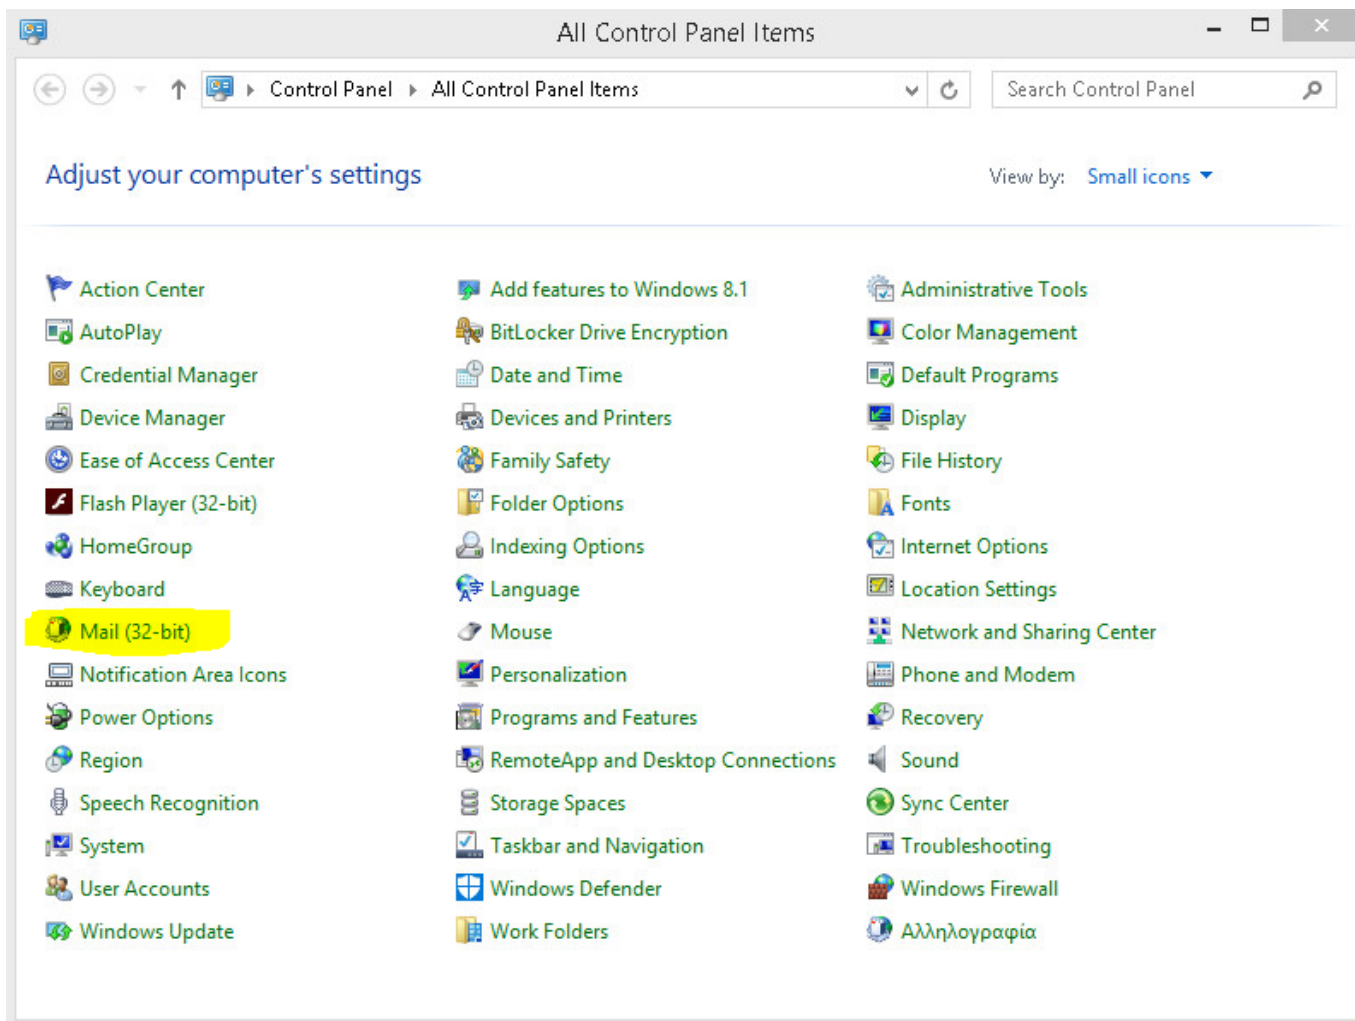 All Control Panel Items
Control Panel All Control Panel Items
Search Control Panel
Adjust your computer's settings
View by: Small icons
Action Center
Add features to Windows 8.1
Administrative Tools
AutoPlay
BitLocker Drive Encryption
Color Management
Credential Manager
Date and Time
Default Programs
Device Manager
Devices and Printers
Display
Ease of Access Center
Family Safety
File History
Flash Player (32-bit)
Folder Options
Fonts
HomeGroup
Indexing Options
Internet Options
Keyboard
Language
Location Settings
Mail (32-bit)
Mouse
Network and Sharing Center
Notification Area Icons
Personalization
Phone and Modem
Power Options
Programs and Features
Recovery
Region
RemoteApp and Desktop Connections
Sound
Speech Recognition
Storage Spaces
Sync Center
System
Taskbar and Navigation
Troubleshooting
User Accounts
Windows Defender
Windows Firewall
Windows Update
Work Folders
Αλληλογραφία